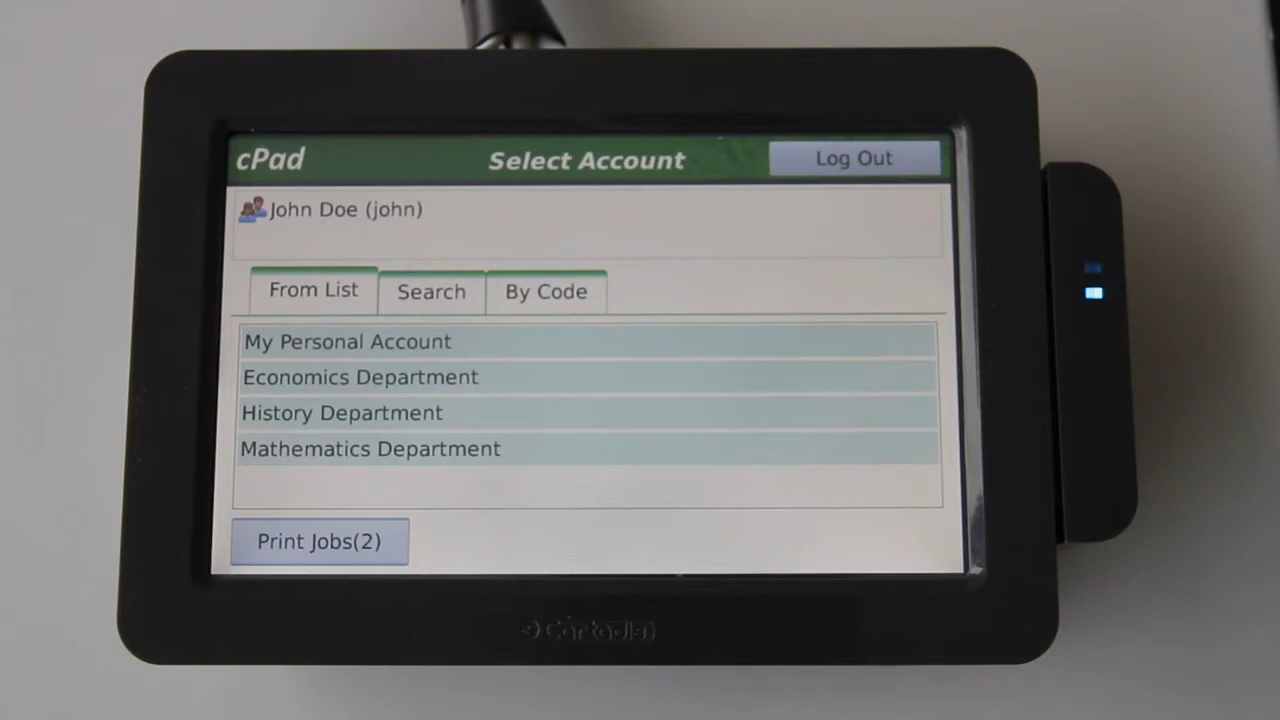 cPad Select Account Log Out
John Doe (john)
From List Search By Code
My Personal Account
Economics Department
History Department
Mathematics Department
Print Jobs(2)
Cartadis